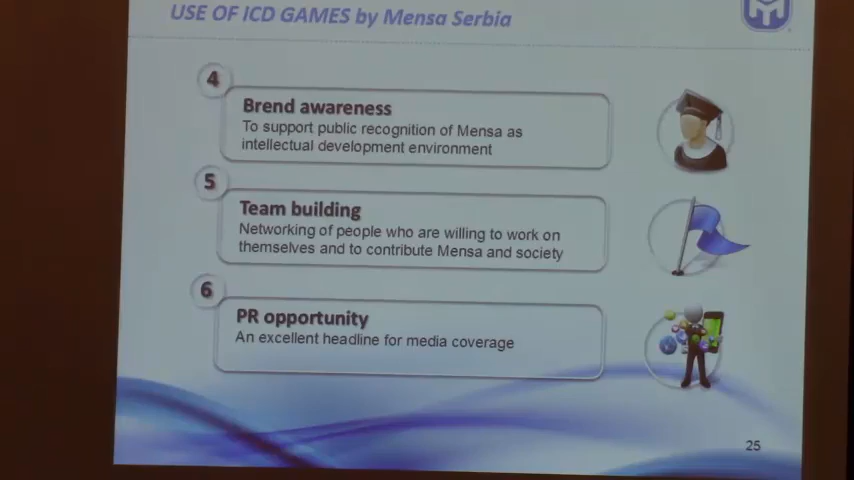 USE OF ICD GAMES by Mensa Serbia
4
Brend awareness
To support public recognition of Mensa as
intellectual development environment
5
Team building
Networking of people who are willing to work on
themselves and to contribute Mensa and society
6
PR opportunity
An excellent headline for media coverage
25